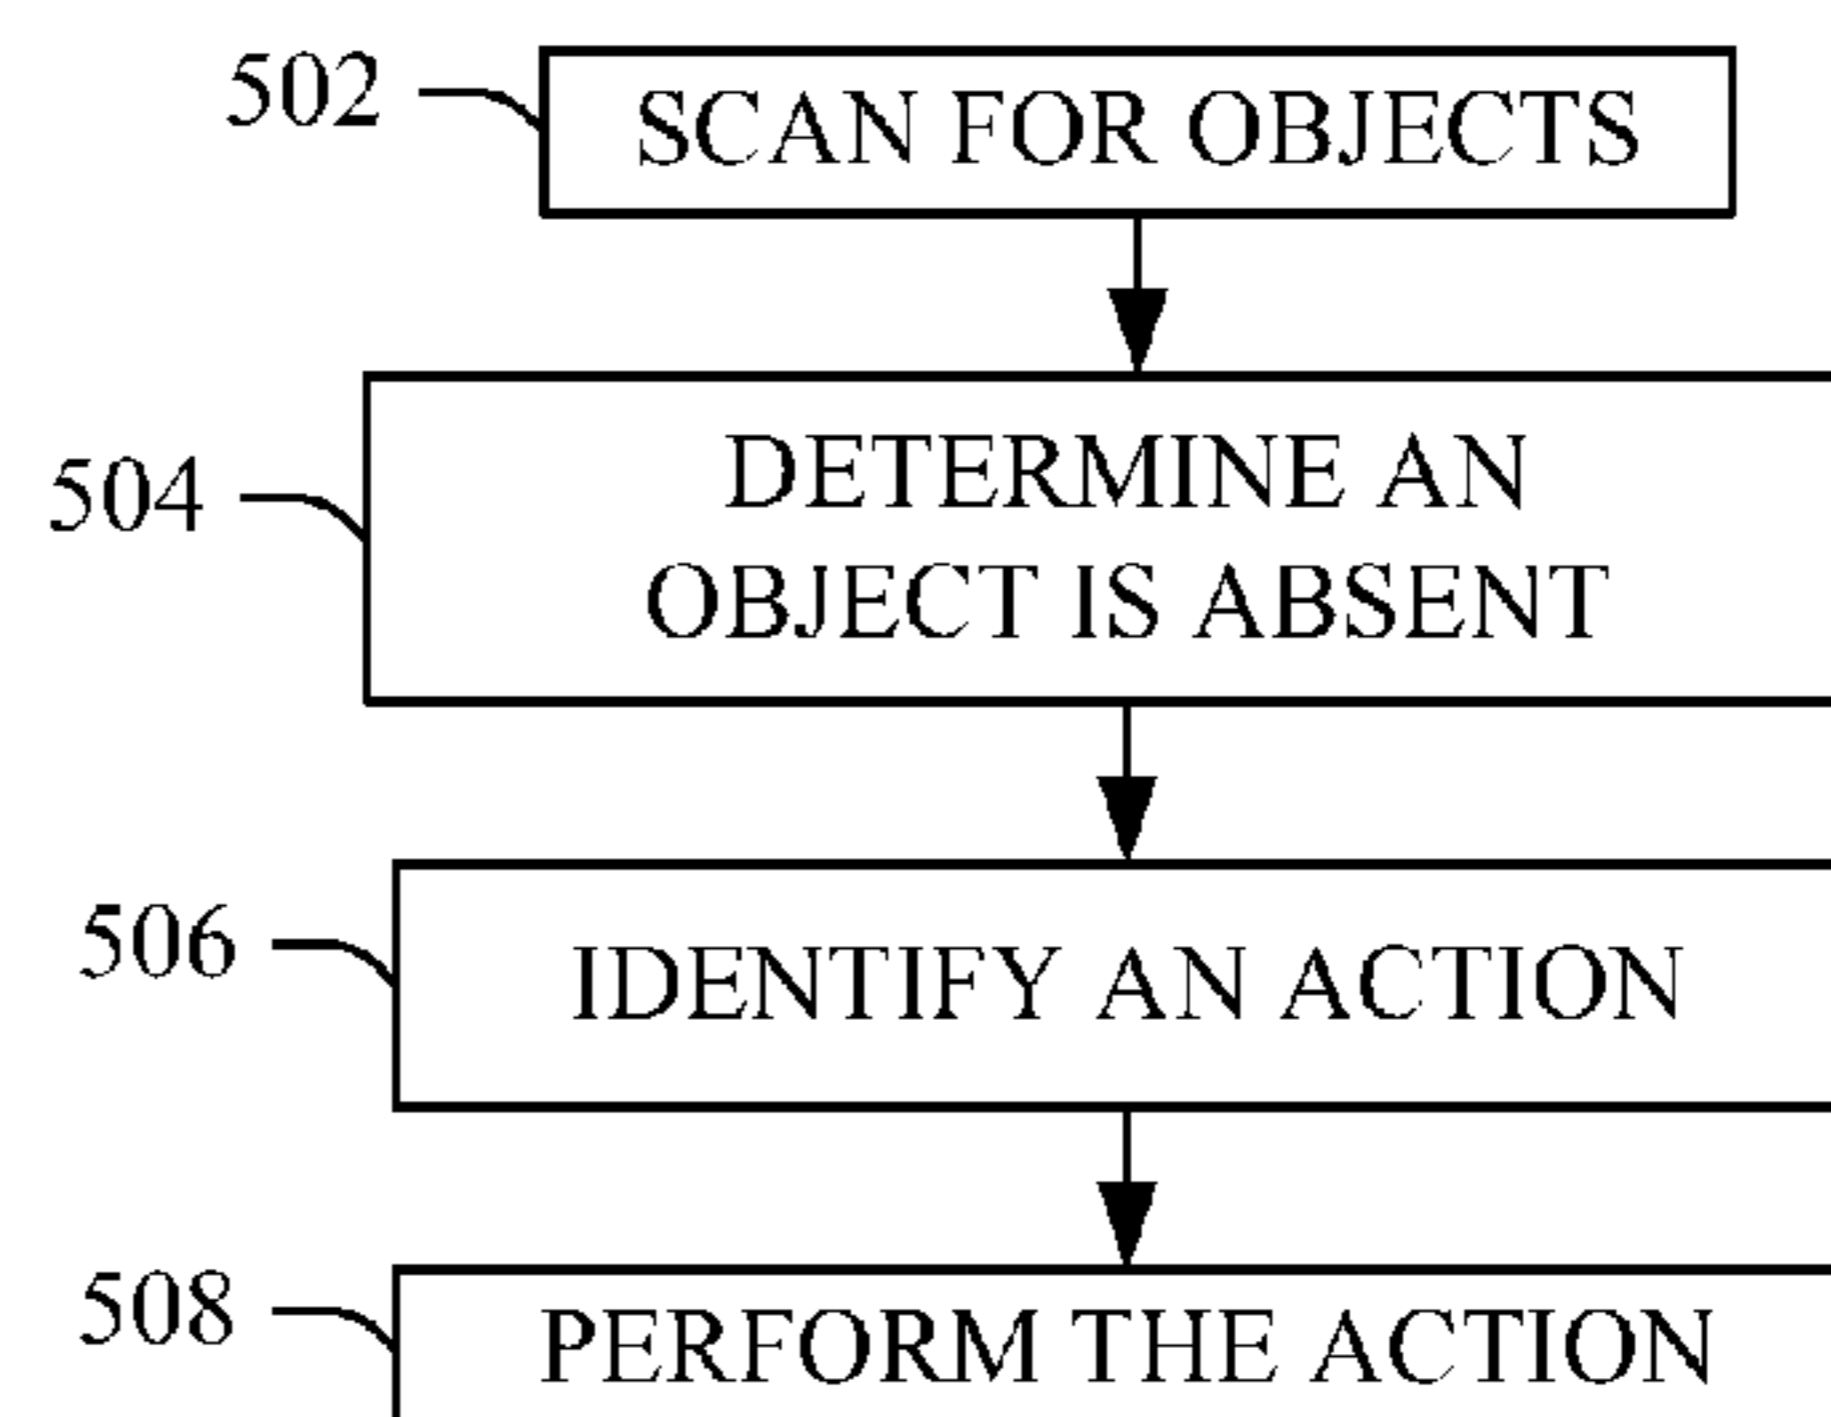 502
SCAN FOR OBJECTS
504
DETERMINE AN
OBJECT IS ABSENT
506
IDENTIFY AN ACTION
508
PERFORM THE ACTION